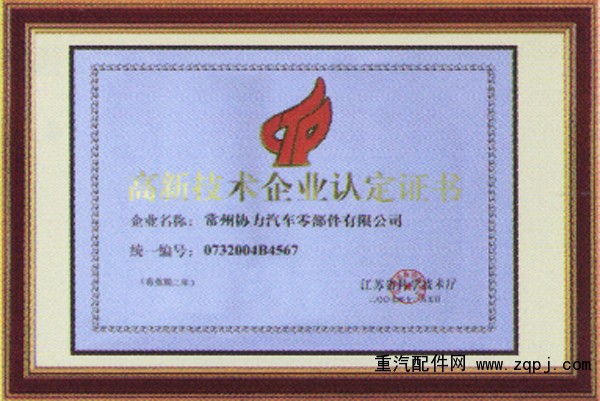 高新技术企业认定证书
企业名称：常州协力汽车零部件有限公司
统一编号：0732004B4567
（有效期二年）
江苏省科学技术厅
重汽配件网 www.zqpj.com